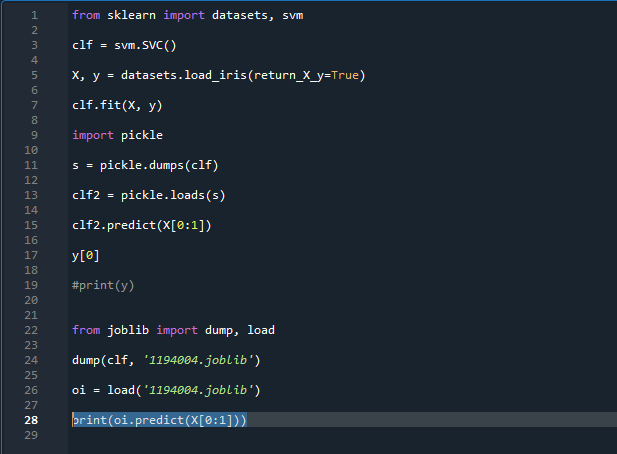 1 from sklearn import datasets, svm
2
3 clf = svm.SVC()
4
5 X, y = datasets.load_iris(return_X_y=True)
6
7 clf.fit(X, y)
8
9 import pickle
10
11 s = pickle.dumps(clf)
12
13 clf2 = pickle.loads(s)
14
15 clf2.predict(X[0:1])
16
17 y[0]
18
19 #print(y)
20
21
22 from joblib import dump, load
23
24 dump(clf, '1194004.joblib')
25
26 oi = load('1194004.joblib')
27
28 print(oi.predict(X[0:1]))
29